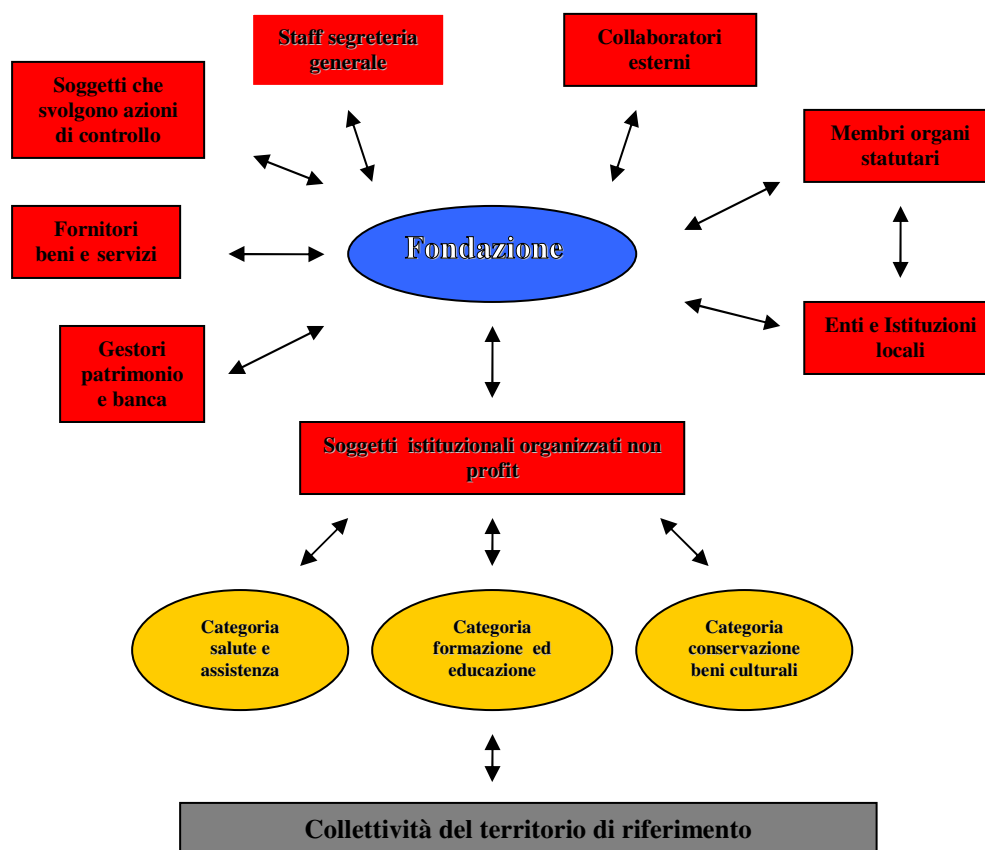 Staff segreteria
generale
Collaboratori
esterni
Soggetti che
svolgono azioni
di controllo
Membri organi
statutari
Fornitori
beni e servizi
Fondazione
Gestori
patrimonio
e banca
Enti e Istituzioni
locali
Soggetti istituzionali organizzati non
profit
Categoria
salute e
assistenza
Categoria
formazione ed
educazione
Categoria
conservazione
beni culturali
Collettività del territorio di riferimento